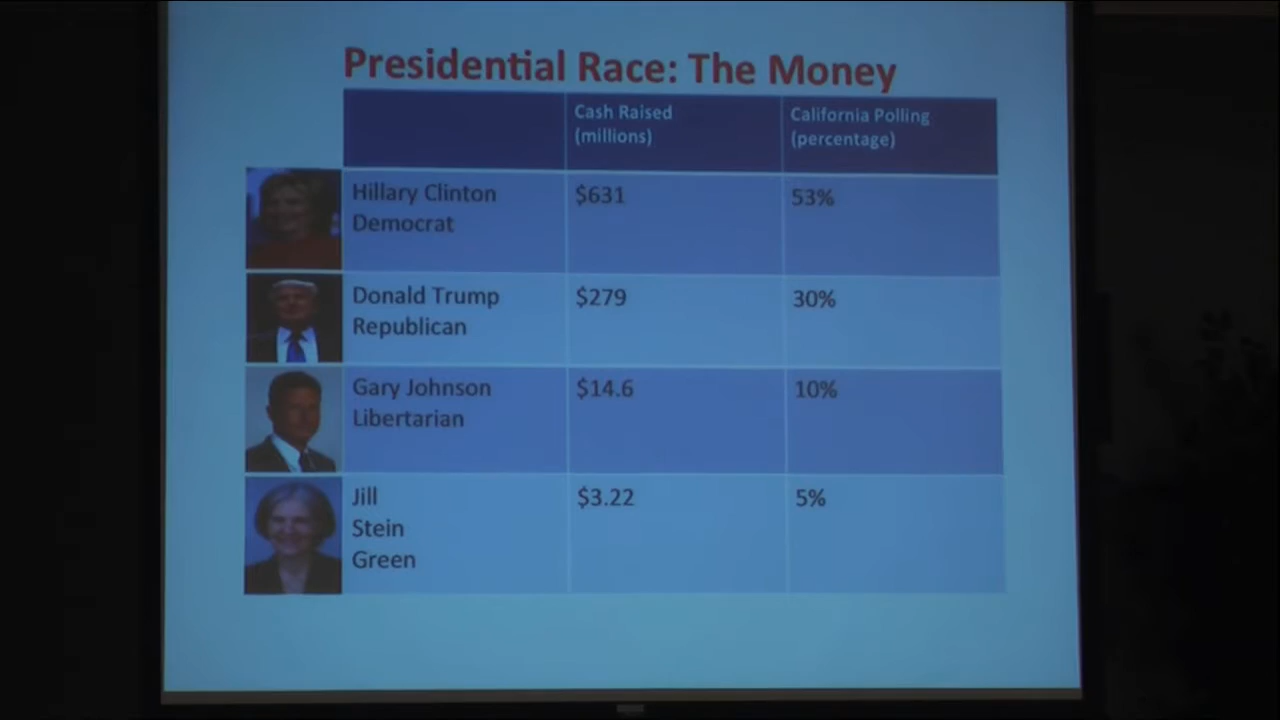 Presidential Race: The Money
Cash Raised
(millions)
California Polling
(percentage)
Hillary Clinton
Democrat
$631
53%
Donald Trump
Republican
$279
30%
Gary Johnson
Libertarian
$14.6
10%
Jill
Stein
Green
$3.22
5%